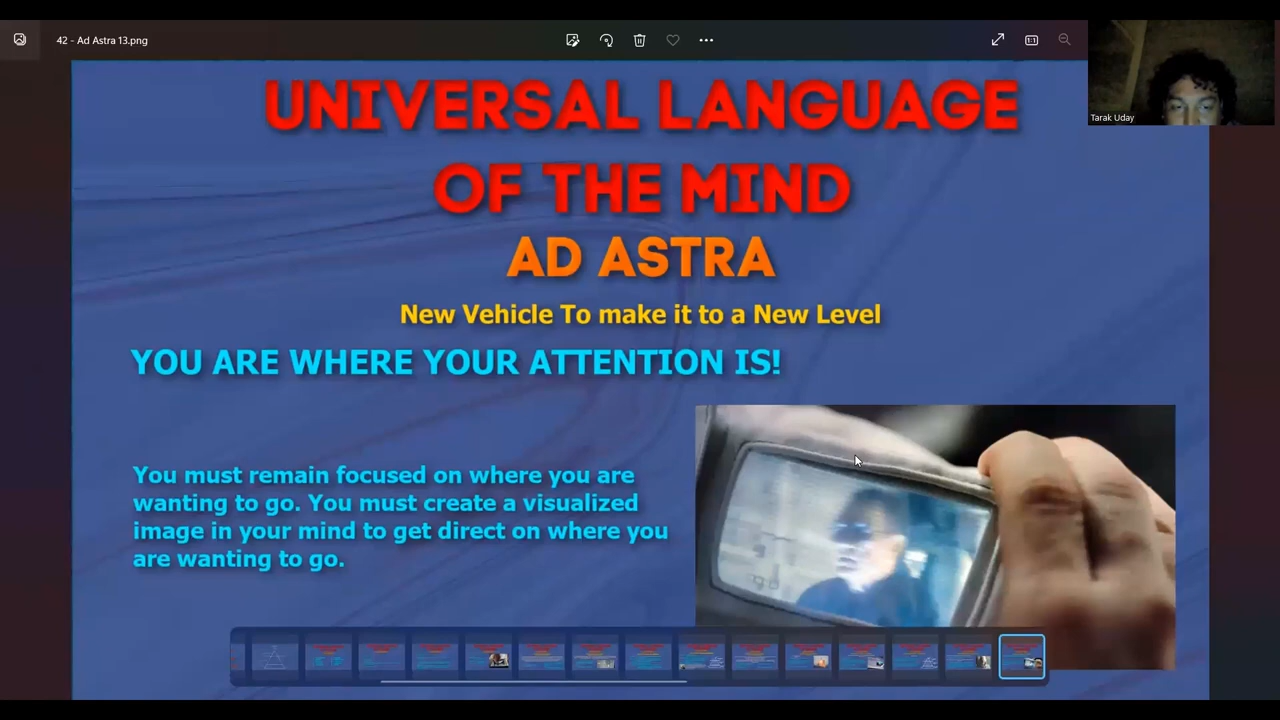 42 - Ad Astra 13.png
Tarak Uday
UNIVERSAL LANGUAGE
OF THE MIND
AD ASTRA
New Vehicle To make it to a New Level
YOU ARE WHERE YOUR ATTENTION IS!
You must remain focused on where you are
wanting to go. You must create a visualized
image in your mind to get direct on where you
are wanting to go.